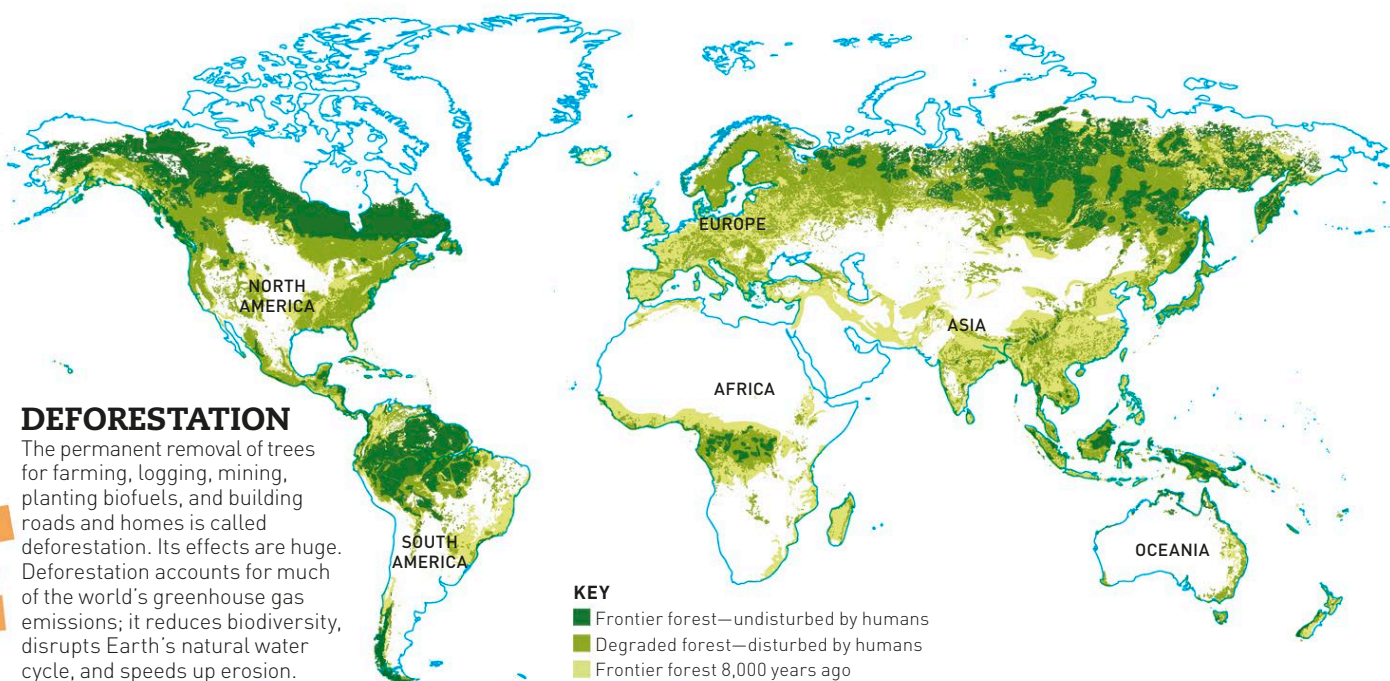 DEFORESTATION
The permanent removal of trees
for farming, logging, mining,
planting biofuels, and building
roads and homes is called
deforestation. Its effects are huge.
Deforestation accounts for much
of the world's greenhouse gas
emissions; it reduces biodiversity,
disrupts Earth's natural water
cycle, and speeds up erosion.
NORTH
AMERICA
SOUTH
AMERICA
EUROPE
ASIA
AFRICA
OCEANIA
KEY
Frontier forest—undisturbed by humans
Degraded forest—disturbed by humans
Frontier forest 8,000 years ago